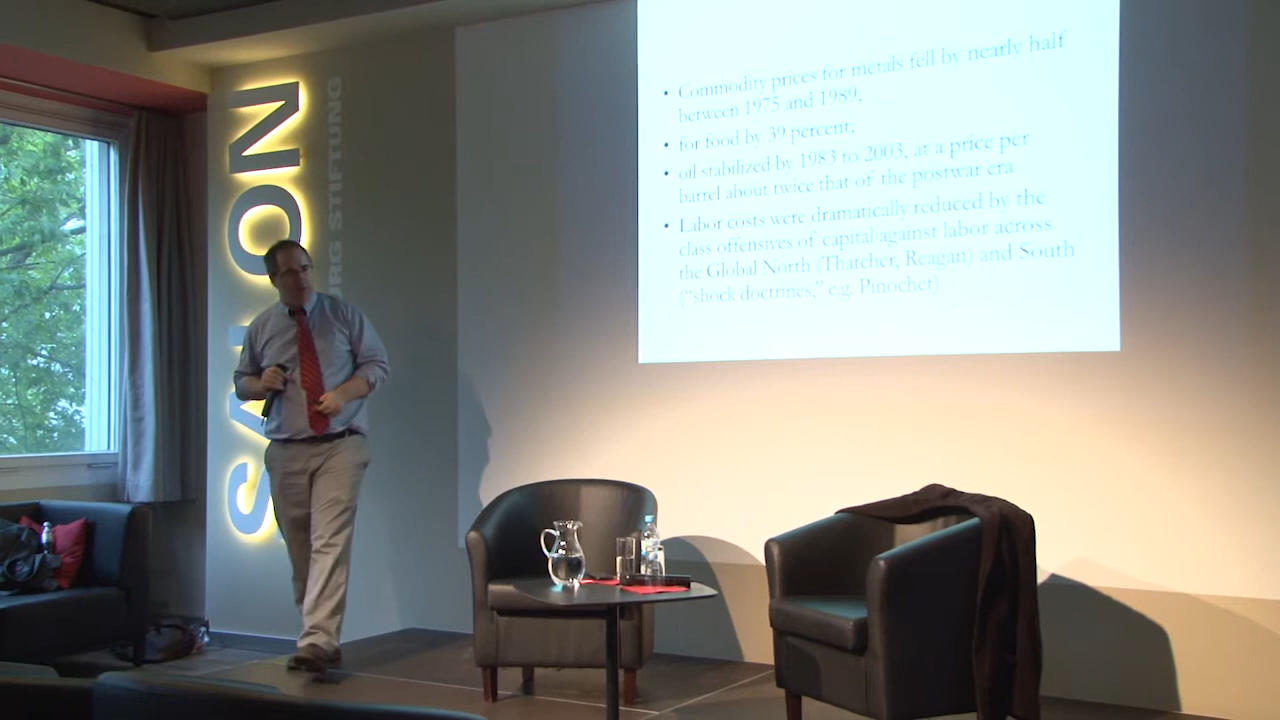 SALON
URG STIFTUNG
• Commodity prices for metals fell by nearly half
between 1975 and 1989;
• for food by 39 percent;
• oil stabilized by 1983 to 2003, at a price per
barrel about twice that of the postwar era
• Labor costs were dramatically reduced by the
class offensives of capital against labor across
the Global North (Thatcher, Reagan) and South
(“shock doctrines,” e.g. Pinochet)